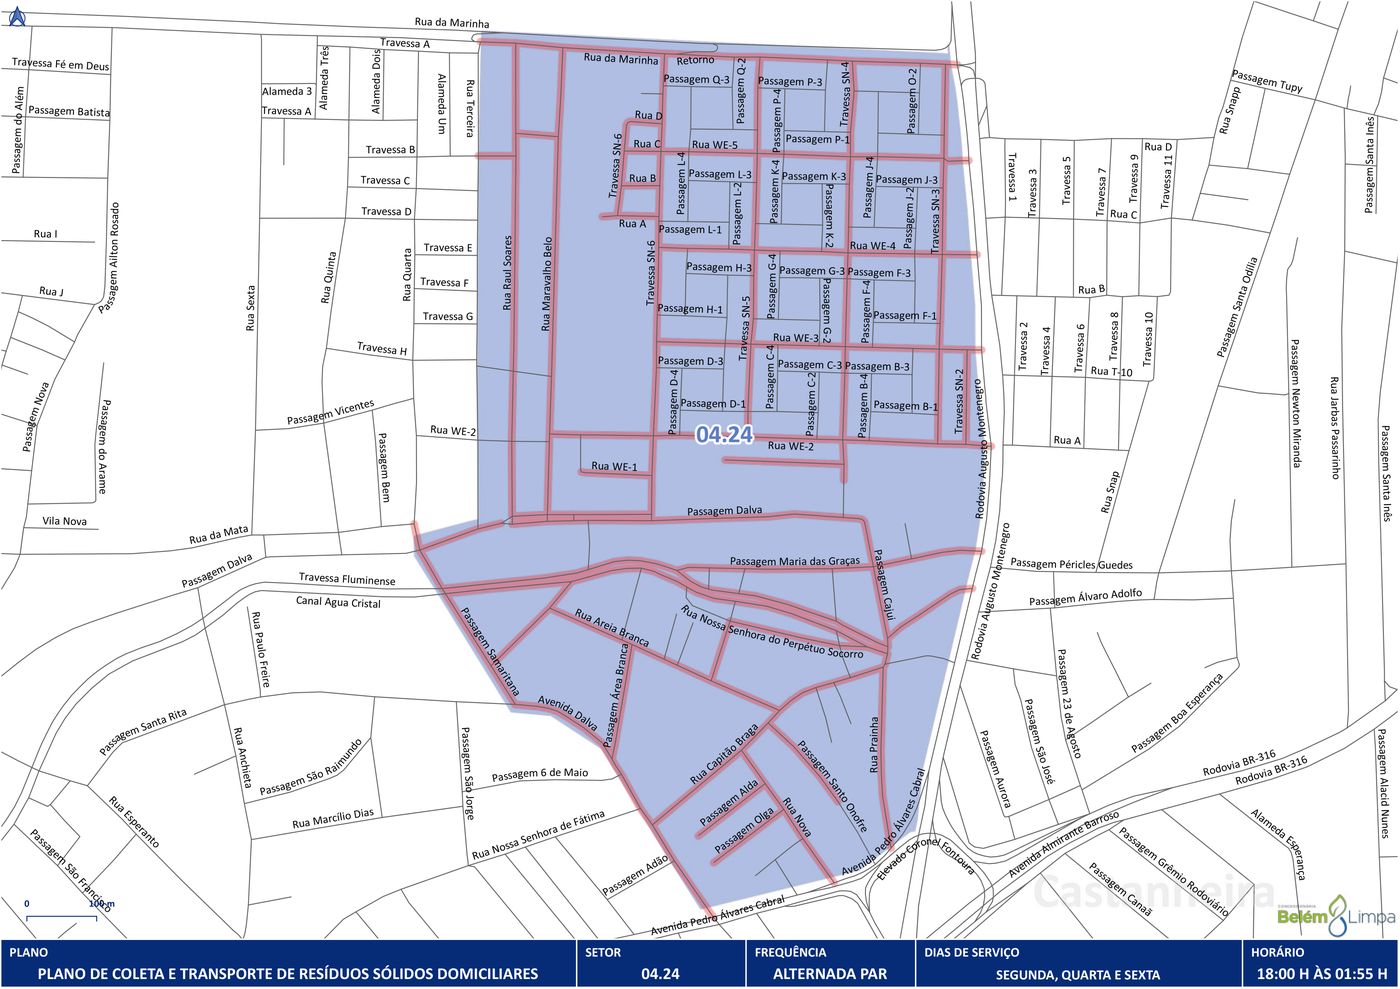 Rua da Marinha
Travessa A
Rua da Marinha
Retorno
Travessa Fé em Deus
Passagem do Além
Passagem Batista
Alameda 3
Travessa A
Alameda Três
Alameda Dois
Alameda Um
Rua Terceira
Travessa B
Travessa C
Travessa D
Travessa E
Travessa F
Travessa G
Travessa H
Rua I
Rua J
Passagem Ailton Rosado
Rua Sexta
Rua Quinta
Rua Quarta
Passagem Nova
Passagem do Arame
Vila Nova
Passagem Vicentes
Passagem Bem
Rua WE-2
Rua da Mata
Passagem Dalva
Rua Raul Soares
Rua Maravalho Belo
Passagem Q-3
Passagem Q-2
Passagem P-3
Passagem P-4
Travessa SN-4
Passagem O-2
Rua D
Rua C
Rua B
Rua A
Travessa SN-6
Rua WE-5
Passagem P-1
Passagem L-4
Passagem L-3
Passagem L-2
Passagem L-1
Passagem K-4
Passagem K-3
Passagem K-2
Passagem J-4
Passagem J-3
Passagem J-2
Travessa SN-3
Rua WE-4
Travessa SN-6
Passagem H-3
Passagem H-1
Travessa SN-5
Passagem G-4
Passagem G-3
Passagem G-2
Passagem F-3
Passagem F-4
Passagem F-1
Rua WE-3
Passagem D-3
Passagem D-4
Passagem D-1
Passagem C-4
Passagem C-3
Passagem C-2
Passagem B-3
Passagem B-4
Passagem B-1
Travessa SN-2
04.24
Rua WE-2
Rua WE-1
Passagem Dalva
Passagem Maria das Graças
Passagem Cajuí
Rodovia Augusto Montenegro
Rodovia Augusto Montenegro
Rua Snapp
Passagem Tupy
Passagem Santa Inês
Travessa 1
Travessa 3
Travessa 5
Travessa 7
Travessa 9
Travessa 11
Rua D
Rua C
Rua B
Travessa 2
Travessa 4
Travessa 6
Travessa 8
Travessa 10
Rua T-10
Rua A
Rua Snap
Passagem Santa Odília
Passagem Newton Miranda
Rua Jarbas Passarinho
Passagem Santa Inês
Passagem Péricles Guedes
Passagem Álvaro Adolfo
Travessa Fluminense
Canal Agua Cristal
Rua Paulo Freire
Passagem Samaritana
Rua Areia Branca
Rua Nossa Senhora do Perpétuo Socorro
Passagem Área Branca
Avenida Dalva
Passagem Santa Rita
Rua Anchieta
Passagem São Raimundo
Passagem São Jorge
Passagem 6 de Maio
Rua Marcílio Dias
Rua Esperanto
Passagem São Francisco
Rua Nossa Senhora de Fátima
Passagem Adão
Rua Capitão Braga
Passagem Alda
Passagem Olga
Rua Nova
Passagem Santo Onofre
Rua Prainha
Avenida Pedro Álvares Cabral
Avenida Pedro Álvares Cabral
Elevado Coronel Fontoura
Passagem Aurora
Passagem São José
Passagem 23 de Agosto
Passagem Boa Esperança
Rodovia BR-316
Rodovia BR-316
Avenida Almirante Barroso
Passagem Grêmio Rodoviário
Passagem Canaã
Alameda Esperança
Passagem Alacid Nunes
Castanheira
0 100 m
CONCESSIONÁRIA
Belém Limpa
PLANO
PLANO DE COLETA E TRANSPORTE DE RESÍDUOS SÓLIDOS DOMICILIARES
SETOR
04.24
FREQUÊNCIA
ALTERNADA PAR
DIAS DE SERVIÇO
SEGUNDA, QUARTA E SEXTA
HORÁRIO
18:00 H ÀS 01:55 H